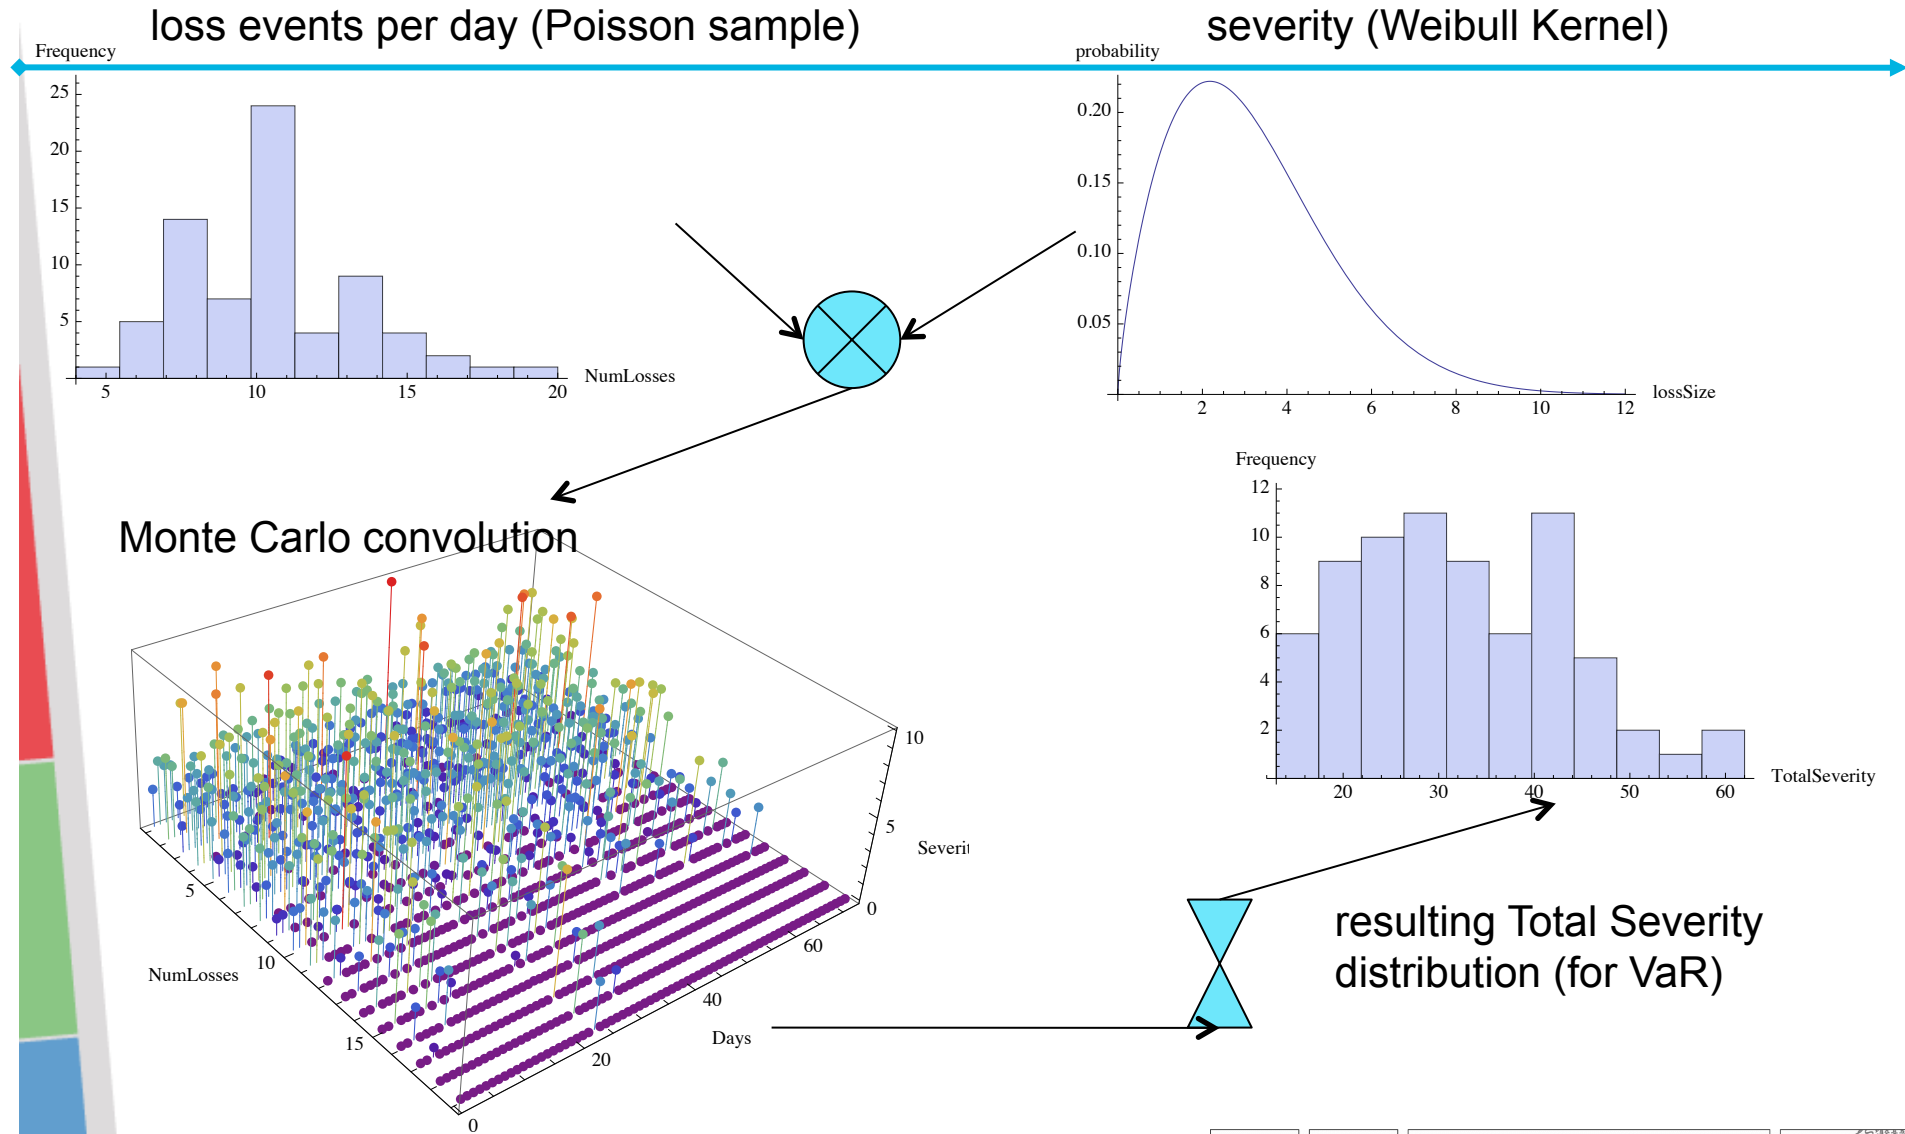 loss events per day (Poisson sample)
severity (Weibull Kernel)
Frequency
25
20
15
10
5
5
10
15
20
NumLosses
probability
0.20
0.15
0.10
0.05
2
4
6
8
10
12
lossSize
Monte Carlo convolution
10
5
0
Severit
5
10
15
NumLosses
0
20
40
60
Days
Frequency
12
10
8
6
4
2
20
30
40
50
60
TotalSeverity
resulting Total Severity
distribution (for VaR)